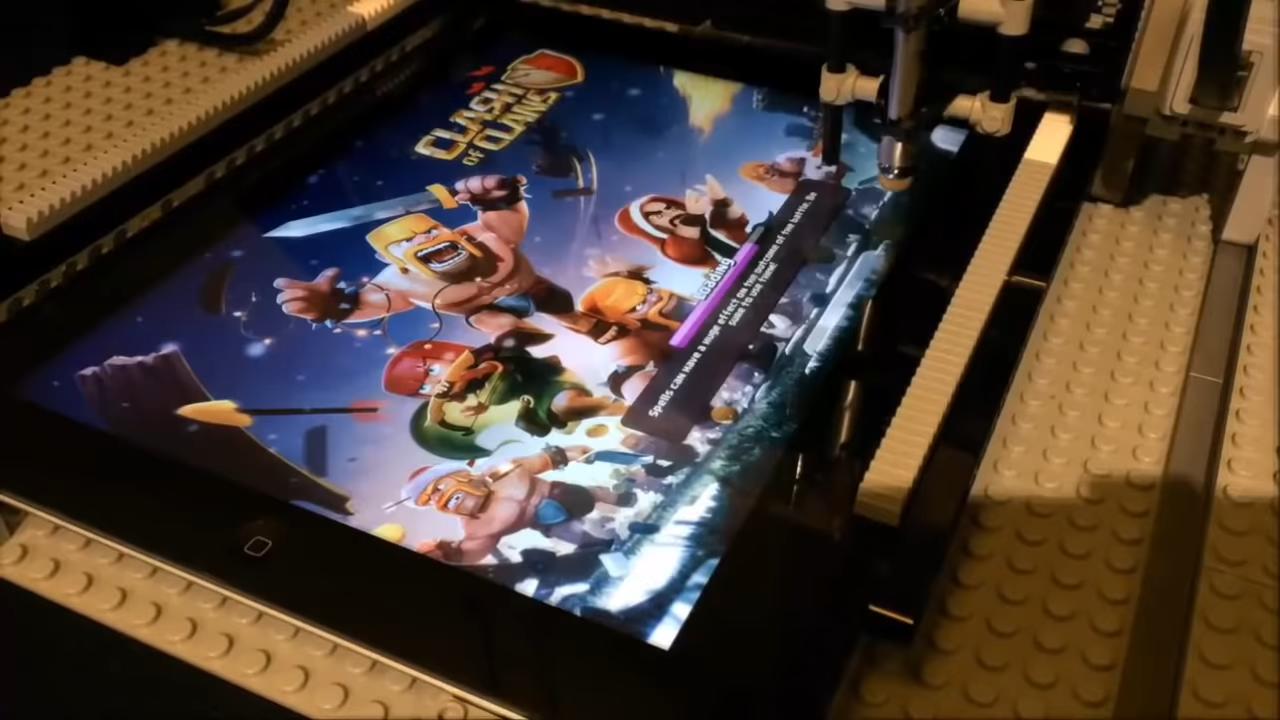 CLASH
OF CLANS
Loading
Spells can have a huge effect on the outcome of the battle. Be
sure to use them!